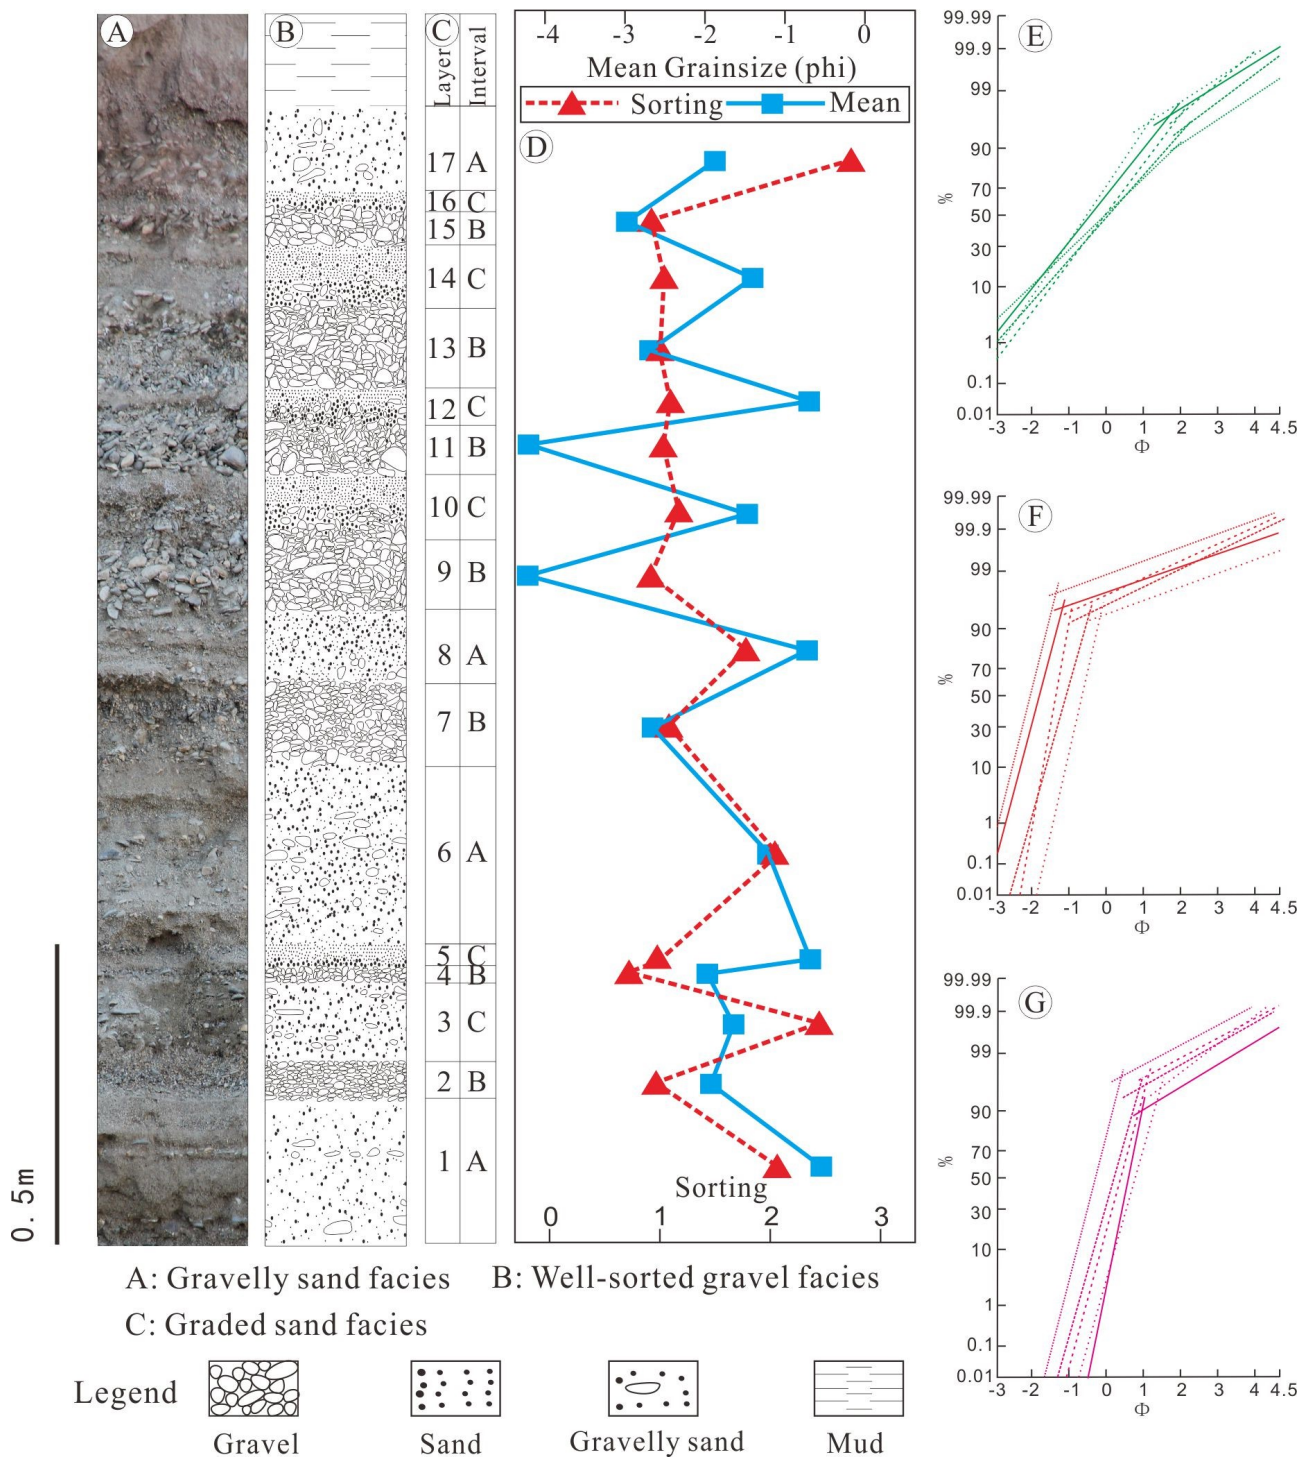 A
B
C
Layer
Interval
17 A
16 C
15 B
14 C
13 B
12 C
11 B
10 C
9 B
8 A
7 B
6 A
5 C
4 B
3 C
2 B
1 A
0.5m
-4 -3 -2 -1 0
Mean Grainsize (phi)
Sorting Mean
D
Sorting
0 1 2 3
E
99.99
99.9
99
90
70
50
30
10
1
0.1
0.01
%
-3 -2 -1 0 1 2 3 4.5
Φ
F
99.99
99.9
99
90
70
50
30
10
1
0.1
0.01
%
-3 -2 -1 0 1 2 3 4.5
Φ
G
99.99
99.9
99
90
70
50
30
10
1
0.1
0.01
%
-3 -2 -1 0 1 2 3 4.5
Φ
A: Gravelly sand facies B: Well-sorted gravel facies
C: Graded sand facies
Legend
Gravel Sand Gravelly sand Mud